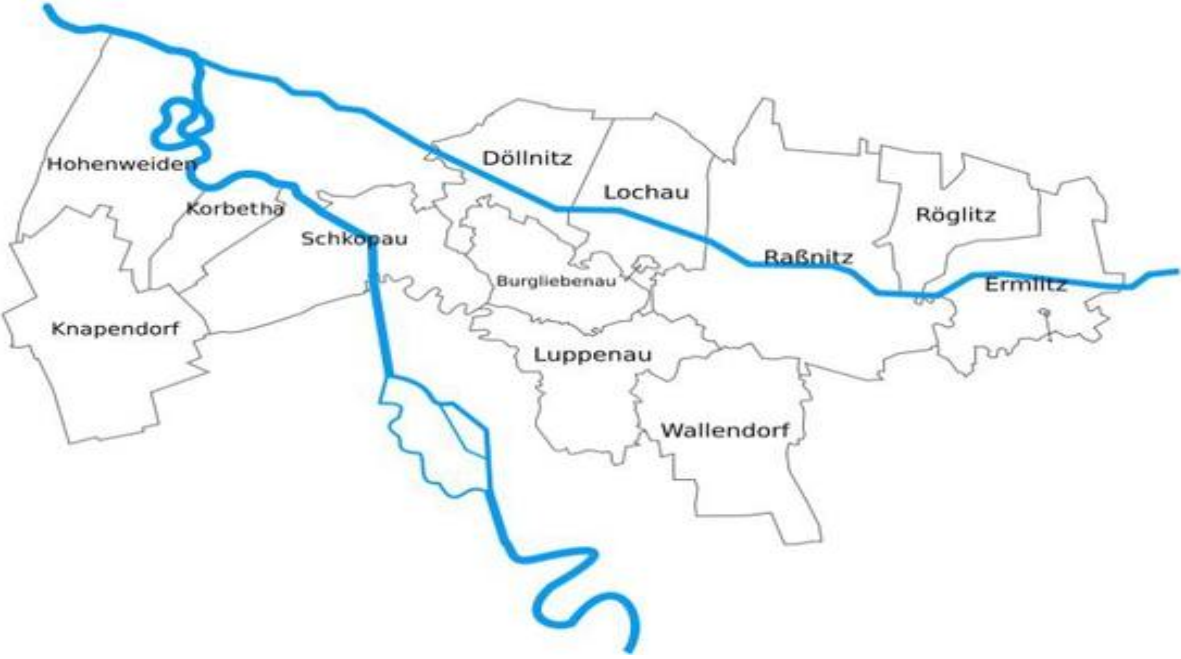 Döllnitz
Hohenweiden
Lochau
Korbetha
Röglitz
Schkopau
Raßnitz
Burgliebenau
Ermlitz
Knapendorf
Luppenau
Wallendorf